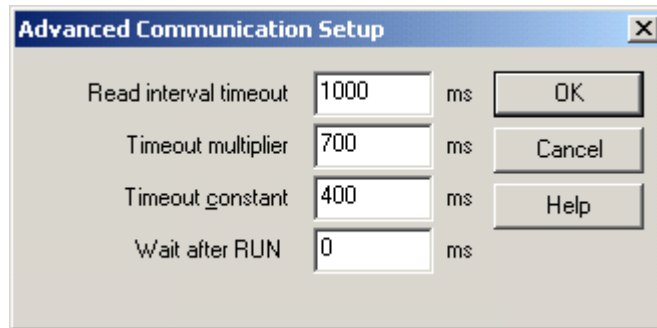 Advanced Communication Setup
Read interval timeout 1000 ms OK
Timeout multiplier 700 ms Cancel
Timeout constant 400 ms Help
Wait after RUN 0 ms